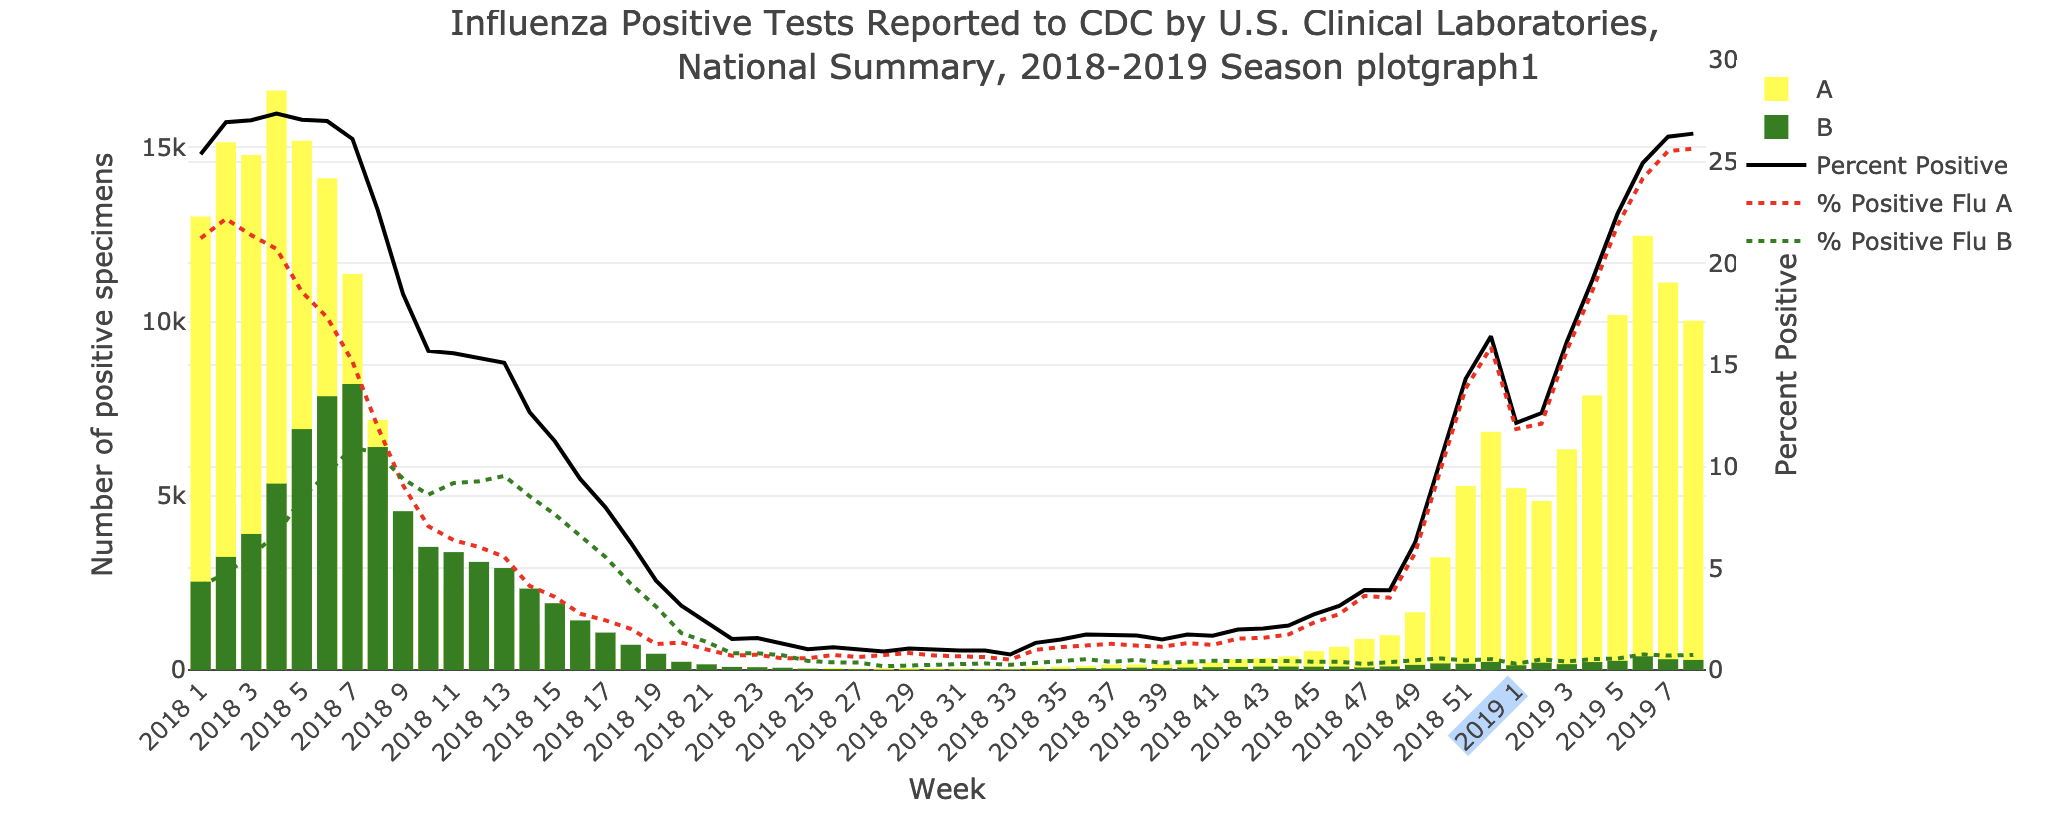 Influenza Positive Tests Reported to CDC by U.S. Clinical Laboratories,
National Summary, 2018-2019 Season plotgraph1
Number of positive specimens
15k
10k
5k
0
30
25
20
15
10
5
0
Percent Positive
A
B
Percent Positive
% Positive Flu A
% Positive Flu B
2018 1
2018 3
2018 5
2018 7
2018 9
2018 11
2018 13
2018 15
2018 17
2018 19
2018 21
2018 23
2018 25
2018 27
2018 29
2018 31
2018 33
2018 35
2018 37
2018 39
2018 41
2018 43
2018 45
2018 47
2018 49
2018 51
2019 1
2019 3
2019 5
2019 7
Week